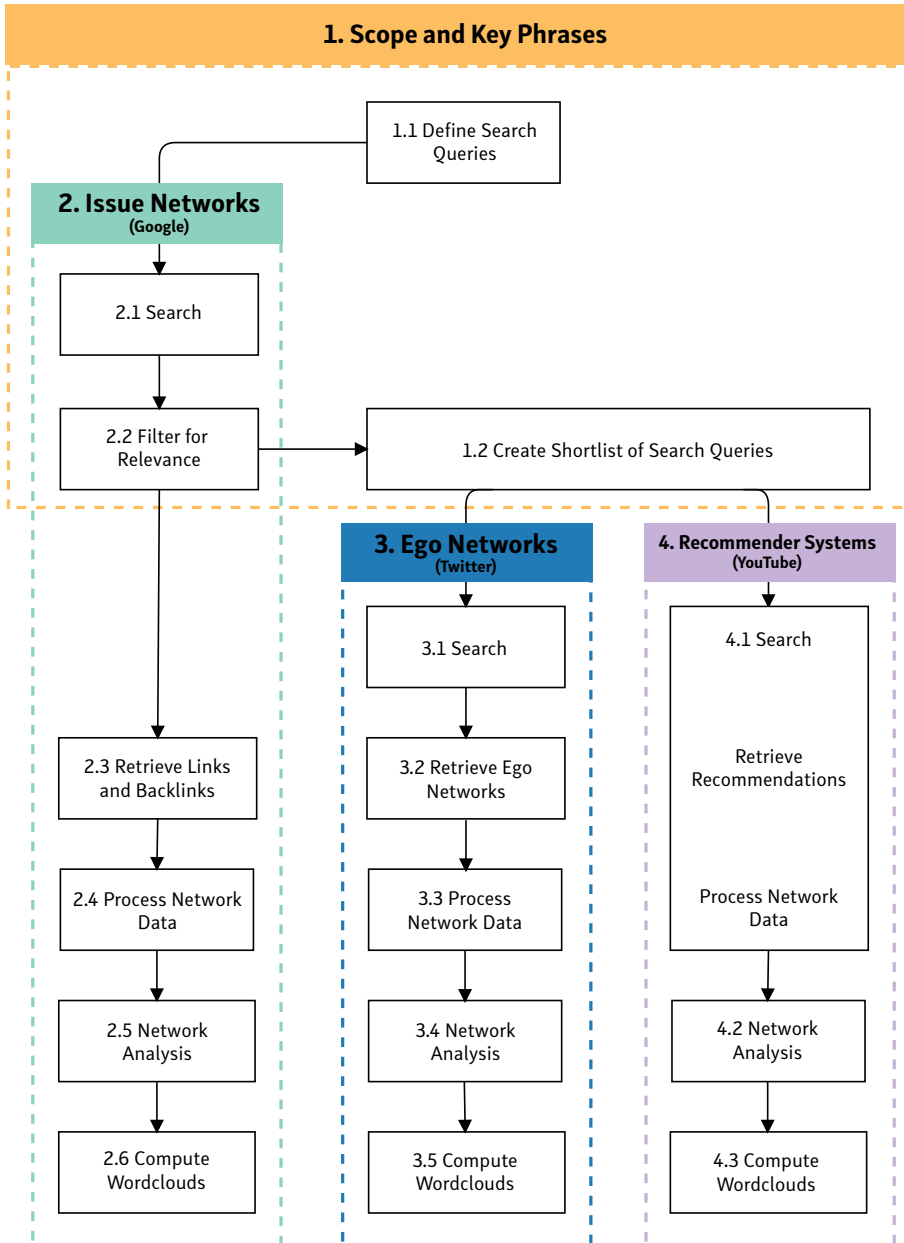 1. Scope and Key Phrases
1.1 Define Search
Queries
2. Issue Networks
(Google)
2.1 Search
2.2 Filter for
Relevance
1.2 Create Shortlist of Search Queries
3. Ego Networks
(Twitter)
4. Recommender Systems
(YouTube)
3.1 Search
4.1 Search
2.3 Retrieve Links
and Backlinks
3.2 Retrieve Ego
Networks
Retrieve
Recommendations
2.4 Process Network
Data
3.3 Process
Network Data
Process Network
Data
2.5 Network
Analysis
3.4 Network
Analysis
4.2 Network
Analysis
2.6 Compute
Wordclouds
3.5 Compute
Wordclouds
4.3 Compute
Wordclouds